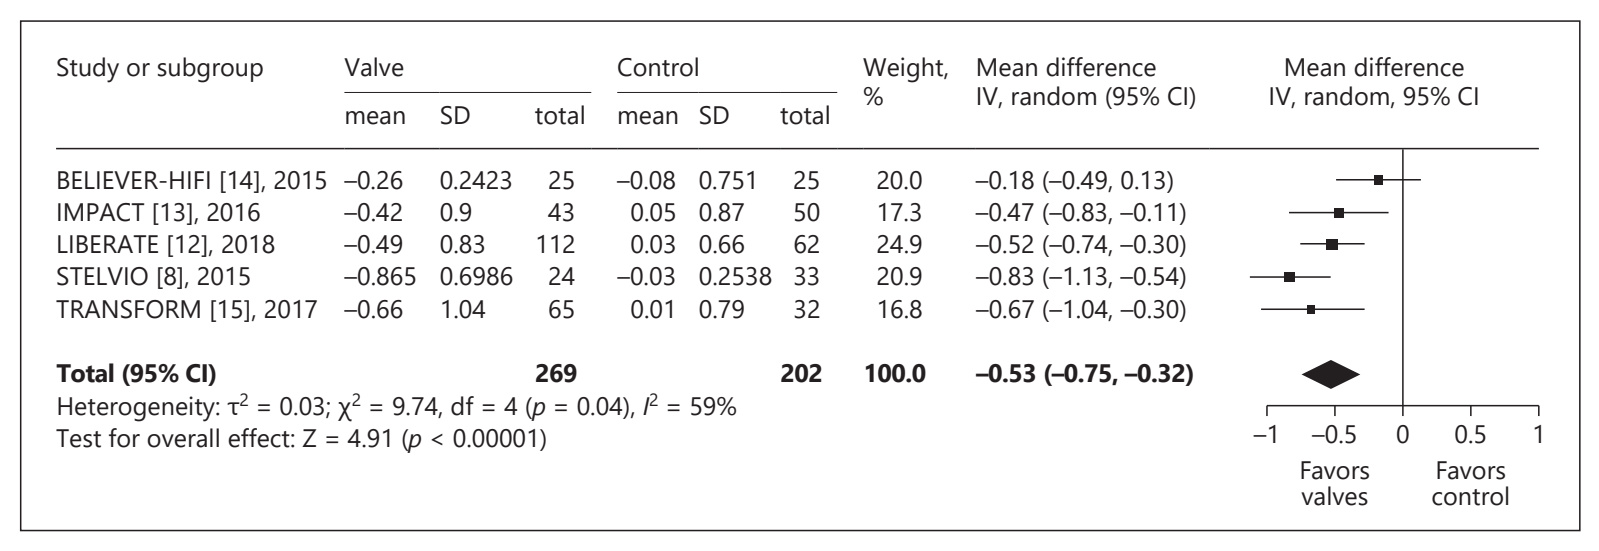 Study or subgroup Valve Control Weight, % Mean difference IV, random (95% CI) Mean difference IV, random, 95% CI
mean SD total mean SD total
BELIEVER-HIFI [14], 2015 –0.26 0.2423 25 –0.08 0.751 25 20.0 –0.18 (–0.49, 0.13)
IMPACT [13], 2016 –0.42 0.9 43 0.05 0.87 50 17.3 –0.47 (–0.83, –0.11)
LIBERATE [12], 2018 –0.49 0.83 112 0.03 0.66 62 24.9 –0.52 (–0.74, –0.30)
STELVIO [8], 2015 –0.865 0.6986 24 –0.03 0.2538 33 20.9 –0.83 (–1.13, –0.54)
TRANSFORM [15], 2017 –0.66 1.04 65 0.01 0.79 32 16.8 –0.67 (–1.04, –0.30)
Total (95% CI) 269 202 100.0 –0.53 (–0.75, –0.32)
Heterogeneity: τ² = 0.03; χ² = 9.74, df = 4 (p = 0.04), I² = 59%
Test for overall effect: Z = 4.91 (p < 0.00001)
–1 –0.5 0 0.5 1
Favors valves Favors control